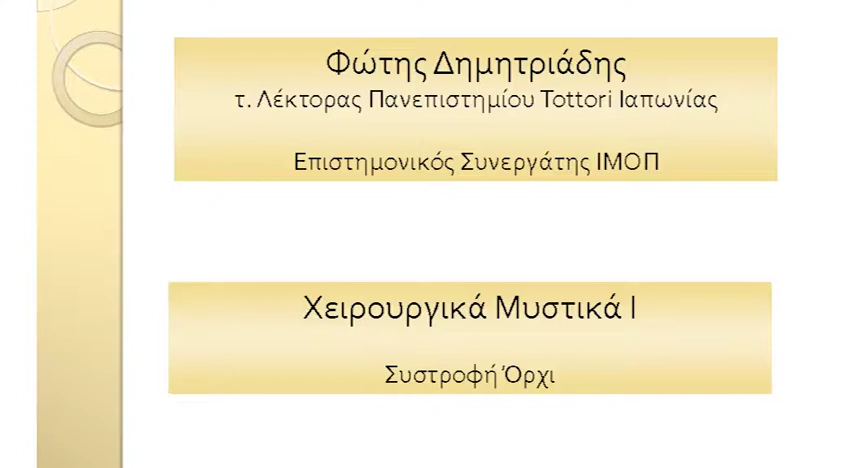 Φώτης Δημητριάδης
τ. Λέκτορας Πανεπιστημίου Tottori Ιαπωνίας
Επιστημονικός Συνεργάτης ΙΜΟΠ
Χειρουργικά Μυστικά Ι
Συστροφή Όρχι